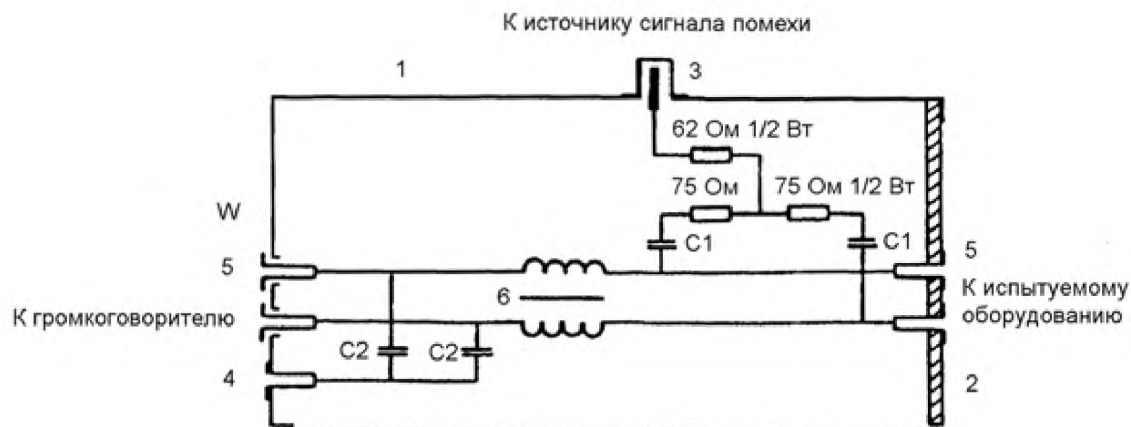 К источнику сигнала помехи
1
3
62 Ом 1/2 Вт
75 Ом
75 Ом 1/2 Вт
W
C1
C1
5
5
6
К громкоговорителю
К испытуемому
оборудованию
C2
C2
4
2